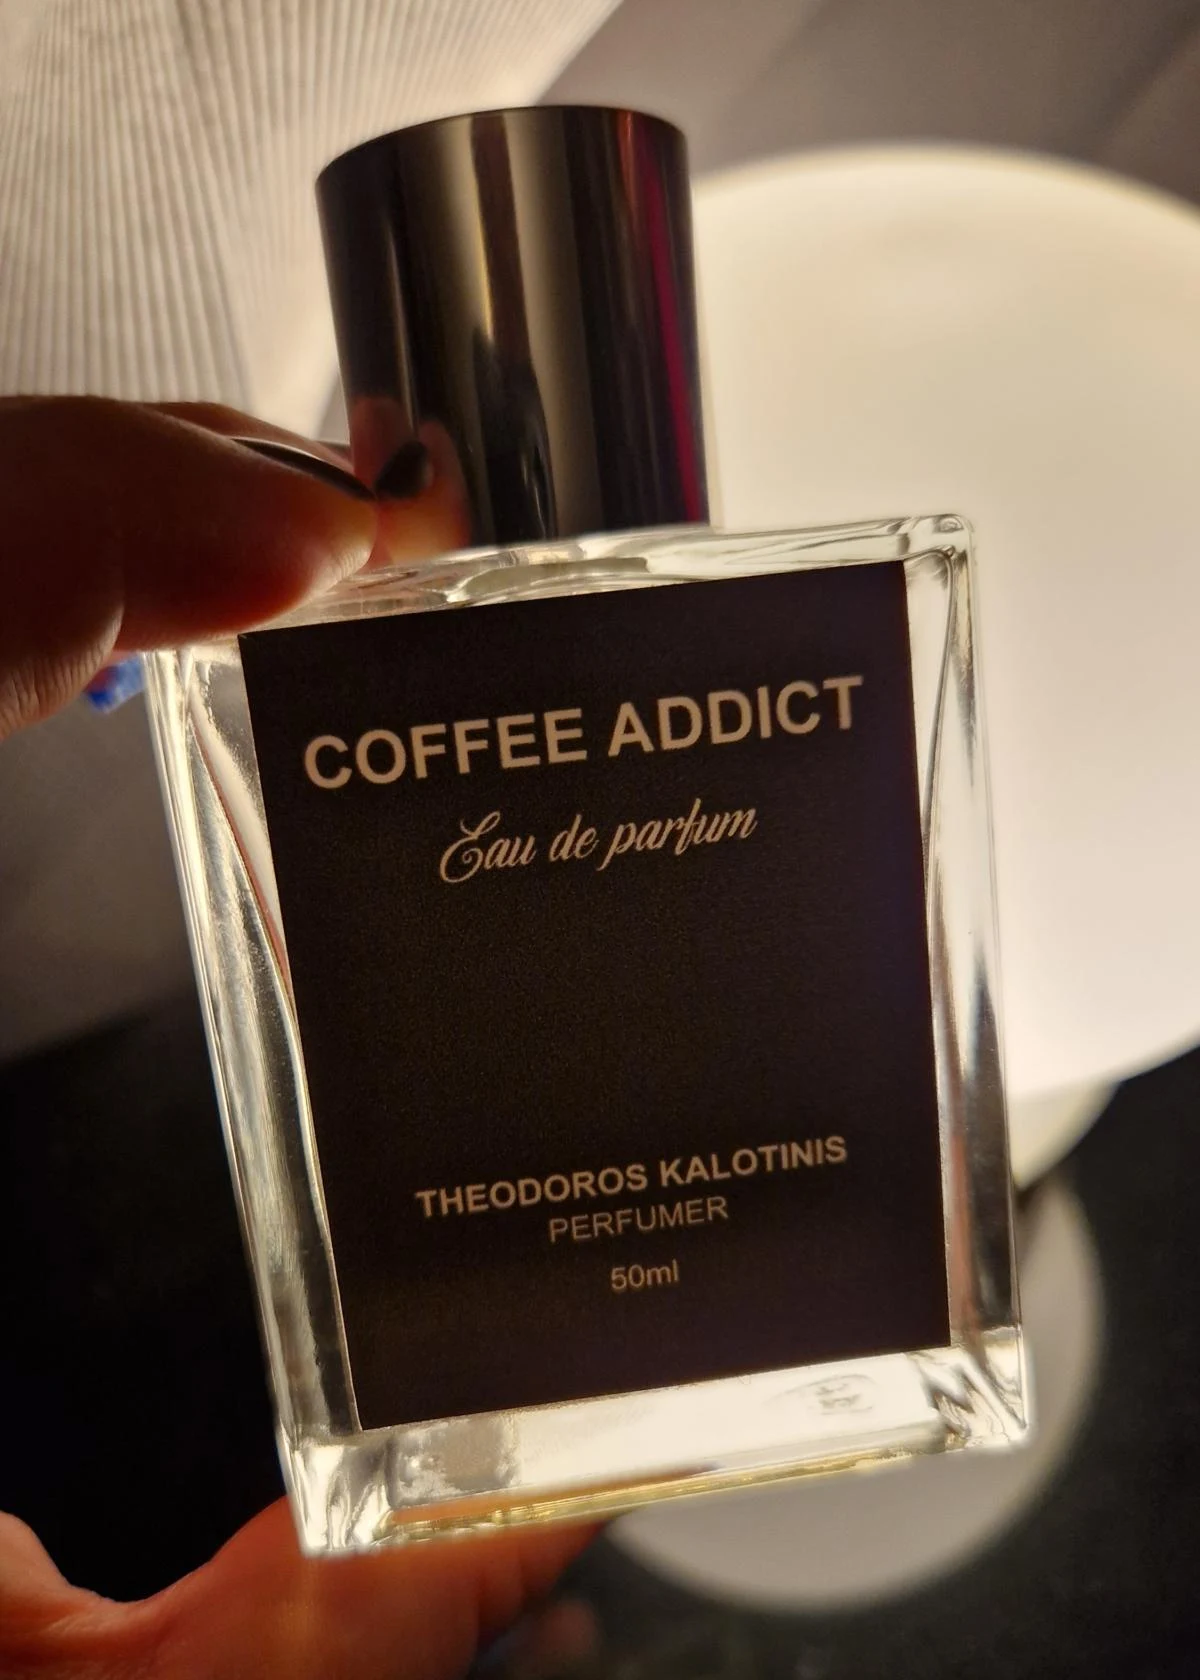 COFFEE ADDICT
Eau de parfum
THEODOROS KALOTINIS
PERFUMER
50ml